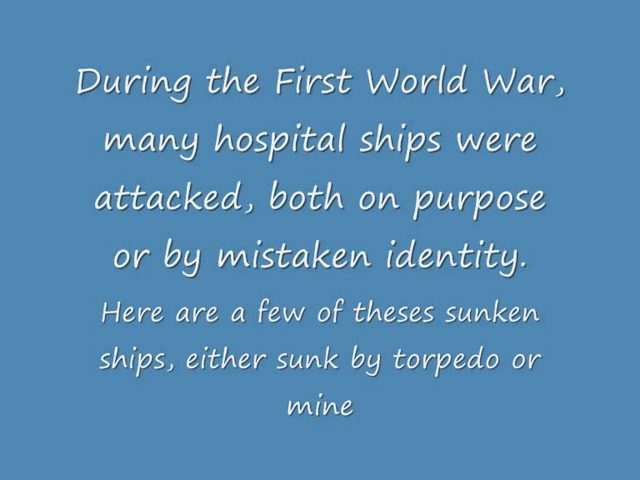 During the First World War,
many hospital ships were
attacked, both on purpose
or by mistaken identity.
Here are a few of theses sunken
ships, either sunk by torpedo or
mine